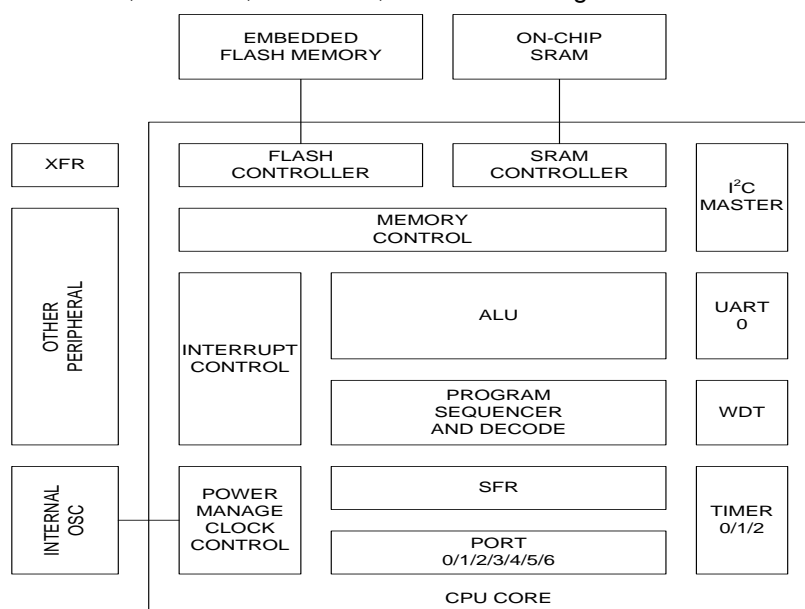 EMBEDDED
FLASH MEMORY
ON-CHIP
SRAM
XFR
FLASH
CONTROLLER
SRAM
CONTROLLER
I²C
MASTER
MEMORY
CONTROL
OTHER
PERIPHERAL
INTERRUPT
CONTROL
ALU
UART
0
PROGRAM
SEQUENCER
AND DECODE
WDT
INTERNAL
OSC
POWER
MANAGE
CLOCK
CONTROL
SFR
TIMER
0/1/2
PORT
0/1/2/3/4/5/6
CPU CORE